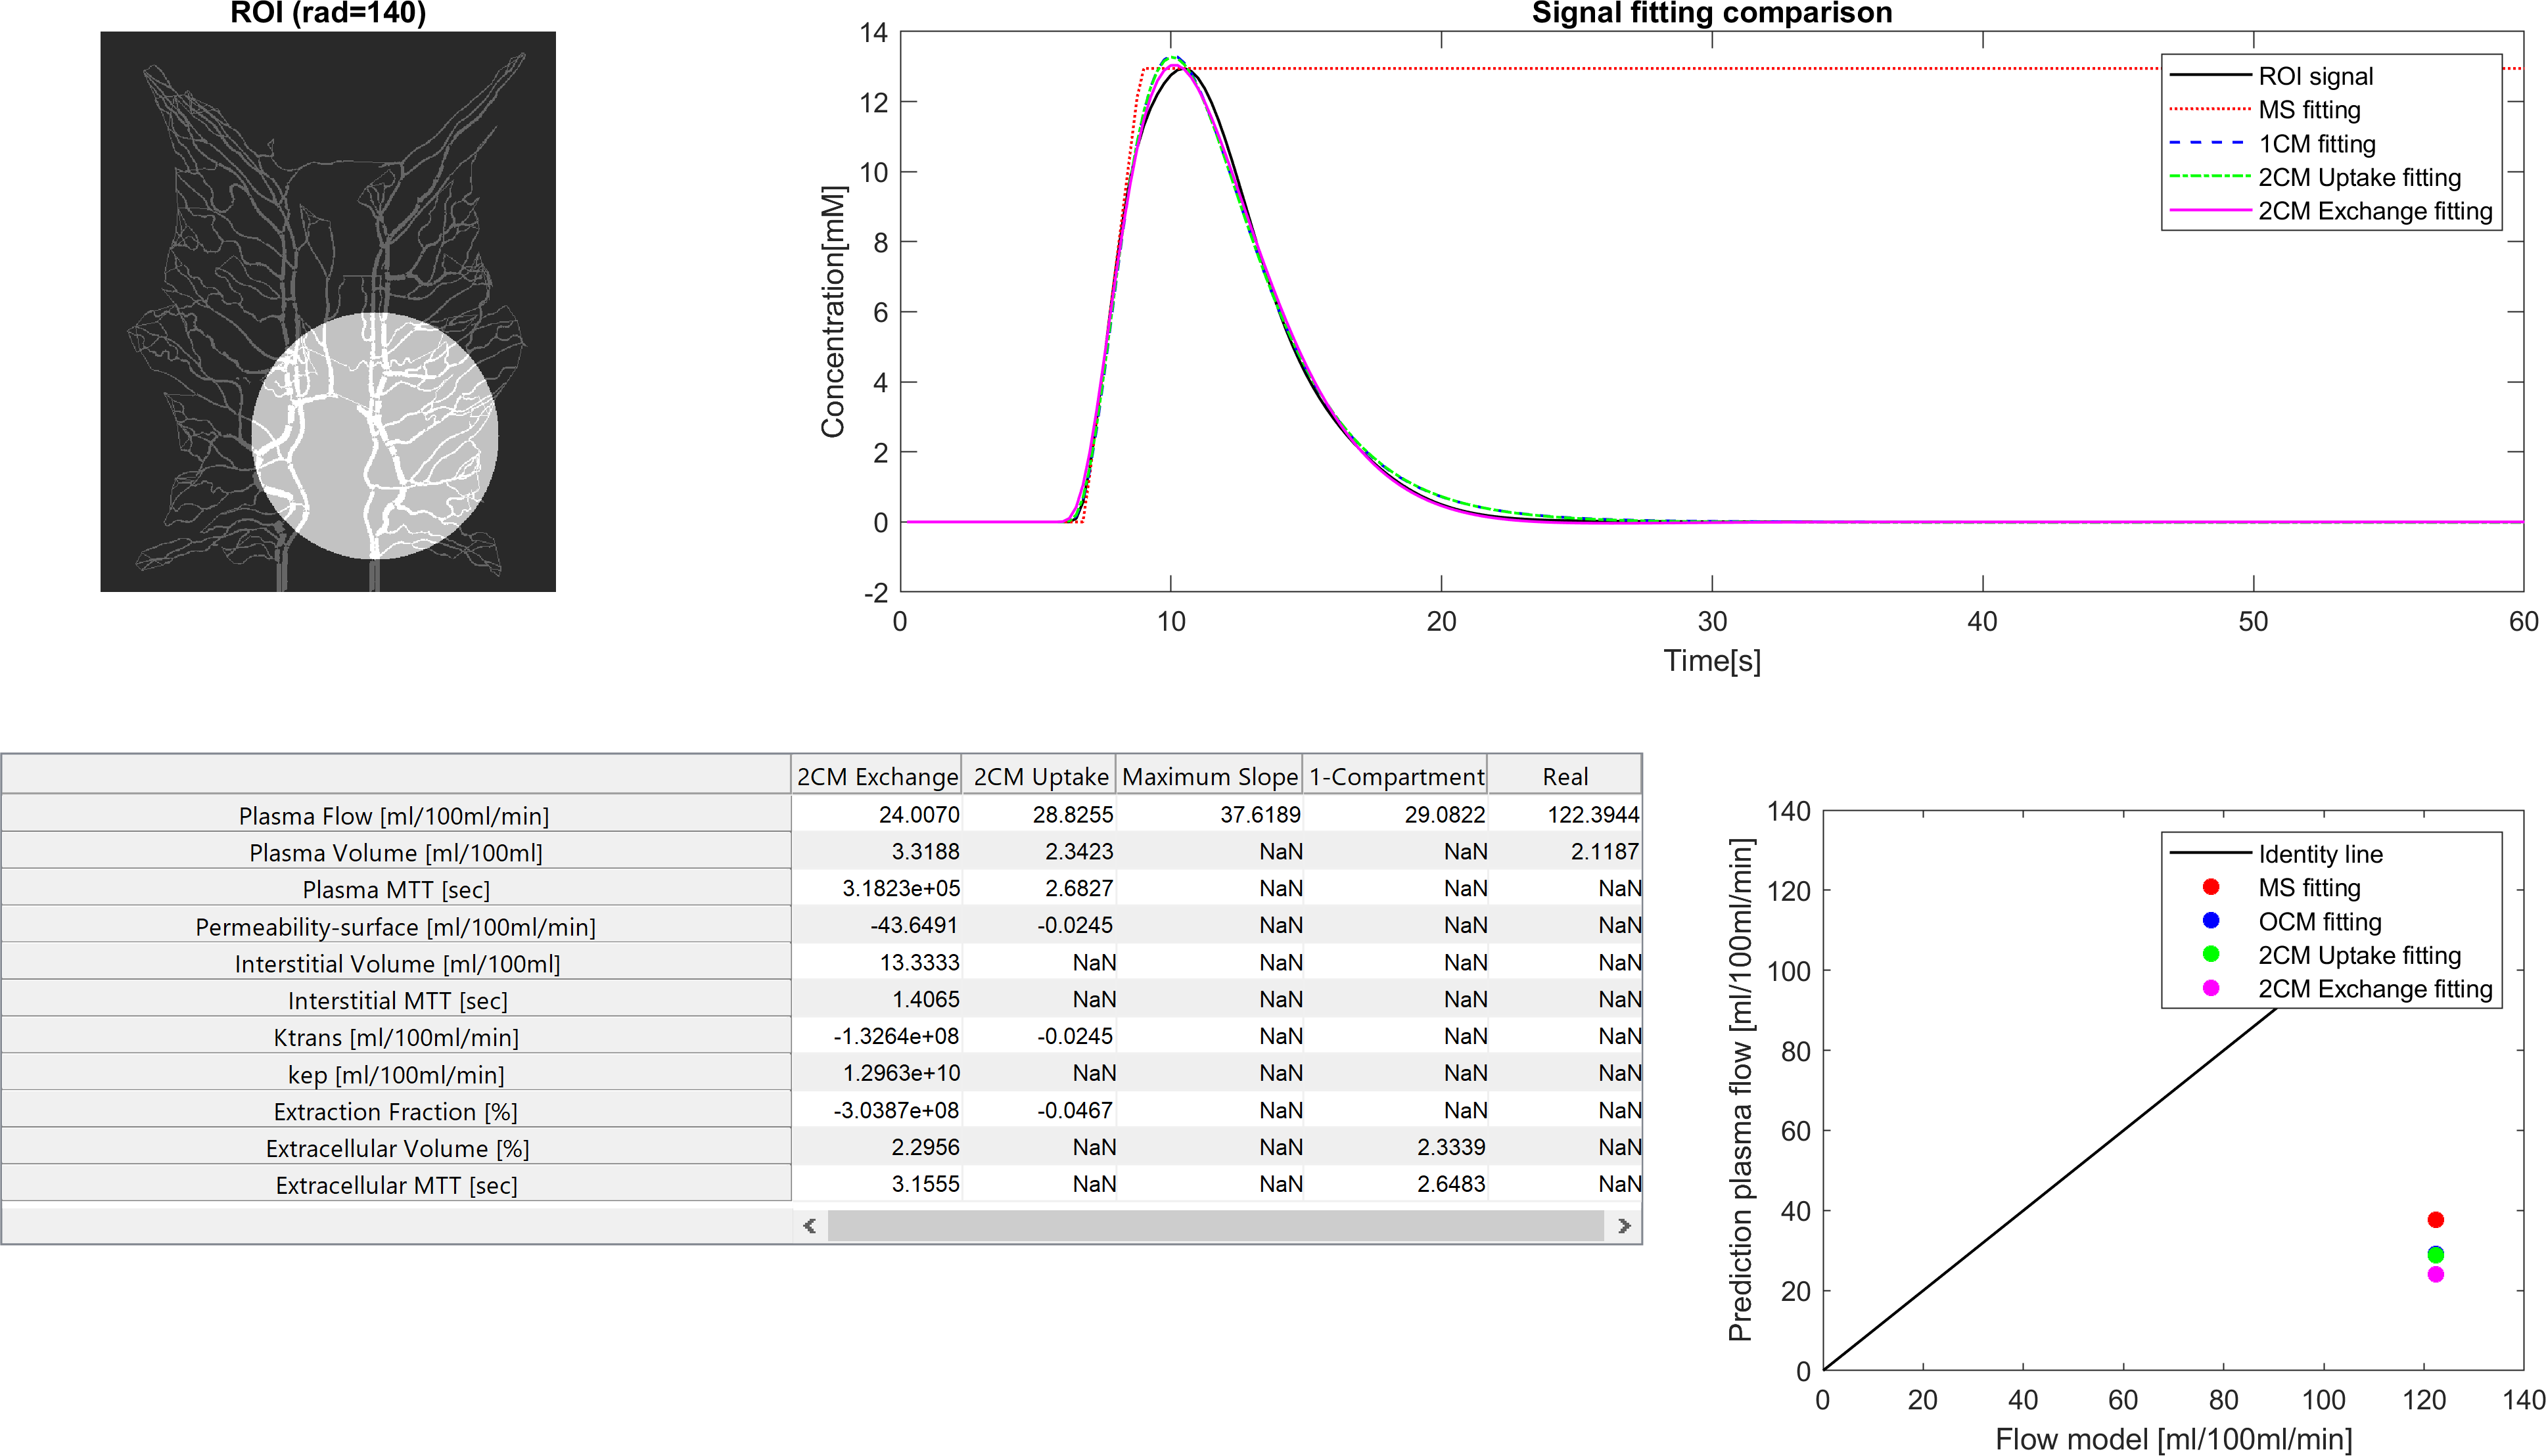 ROI (rad=140)
Signal fitting comparison
14
12
10
8
6
4
2
0
-2
Concentration[mM]
0 10 20 30 40 50 60
Time[s]
ROI signal
MS fitting
1CM fitting
2CM Uptake fitting
2CM Exchange fitting
2CM Exchange 2CM Uptake Maximum Slope 1-Compartment Real
Plasma Flow [ml/100ml/min] 24.0070 28.8255 37.6189 29.0822 122.3944
Plasma Volume [ml/100ml] 3.3188 2.3423 NaN NaN 2.1187
Plasma MTT [sec] 3.1823e+05 2.6827 NaN NaN NaN
Permeability-surface [ml/100ml/min] -43.6491 -0.0245 NaN NaN NaN
Interstitial Volume [ml/100ml] 13.3333 NaN NaN NaN NaN
Interstitial MTT [sec] 1.4065 NaN NaN NaN NaN
Ktrans [ml/100ml/min] -1.3264e+08 -0.0245 NaN NaN NaN
kep [ml/100ml/min] 1.2963e+10 NaN NaN NaN NaN
Extraction Fraction [%] -3.0387e+08 -0.0467 NaN NaN NaN
Extracellular Volume [%] 2.2956 NaN NaN 2.3339 NaN
Extracellular MTT [sec] 3.1555 NaN NaN 2.6483 NaN
140
120
100
80
60
40
20
0
Prediction plasma flow [ml/100ml/min]
Identity line
MS fitting
OCM fitting
2CM Uptake fitting
2CM Exchange fitting
0 20 40 60 80 100 120 140
Flow model [ml/100ml/min]